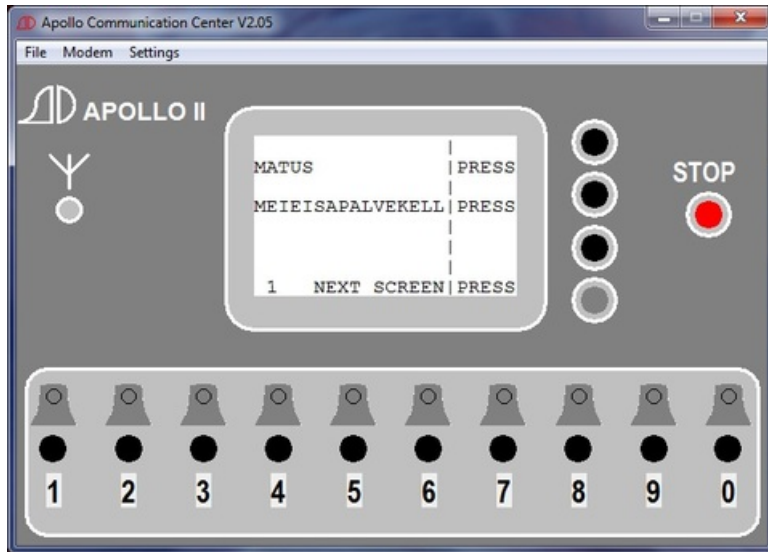 Apollo Communication Center V2.05
File Modem Settings
APOLLO II
MATUS | PRESS
MEIEISAPALVEKELL | PRESS
1 NEXT SCREEN | PRESS
STOP
1 2 3 4 5 6 7 8 9 0